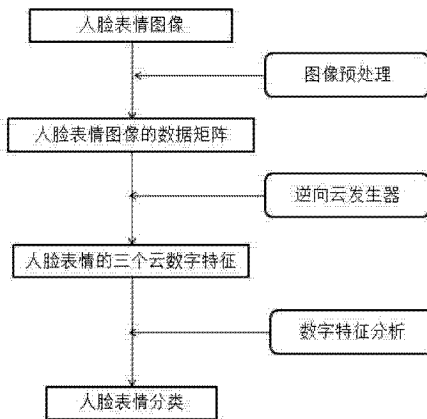 人脸表情图像
图像预处理
人脸表情图像的数据矩阵
逆向云发生器
人脸表情的三个云数字特征
数字特征分析
人脸表情分类